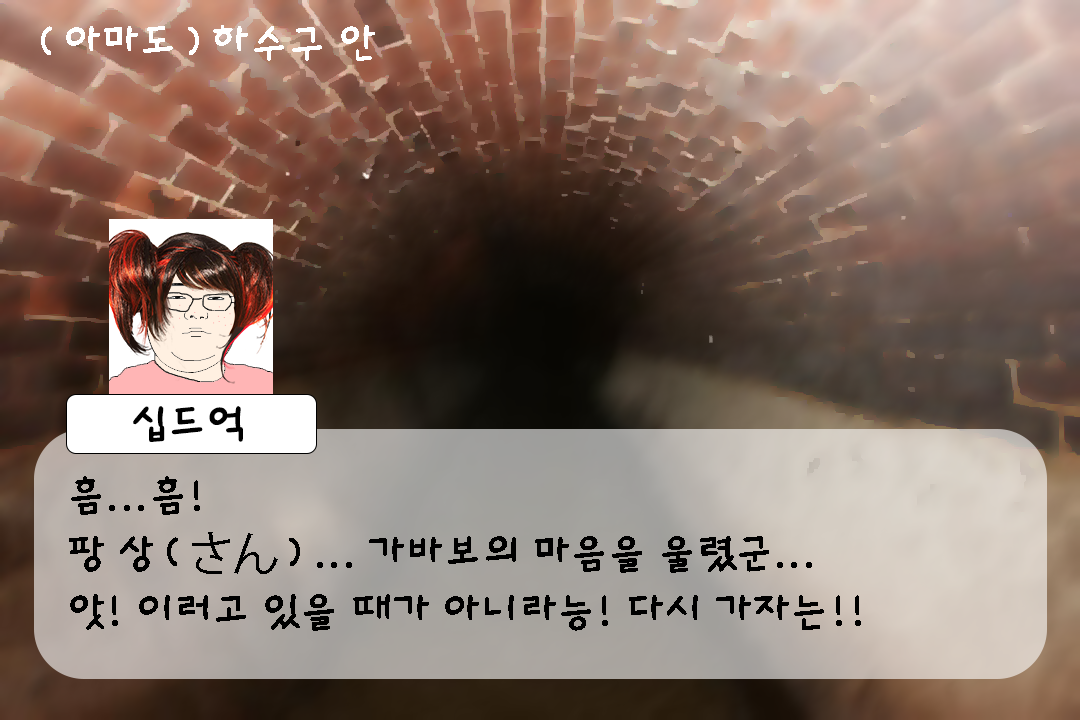 (아마도)하수구 안
십드억
흠...흠!
팡 상(さん)... 가바보의 마음을 울렸군...
앗! 이러고 있을 때가 아니라능! 다시 가자는!!